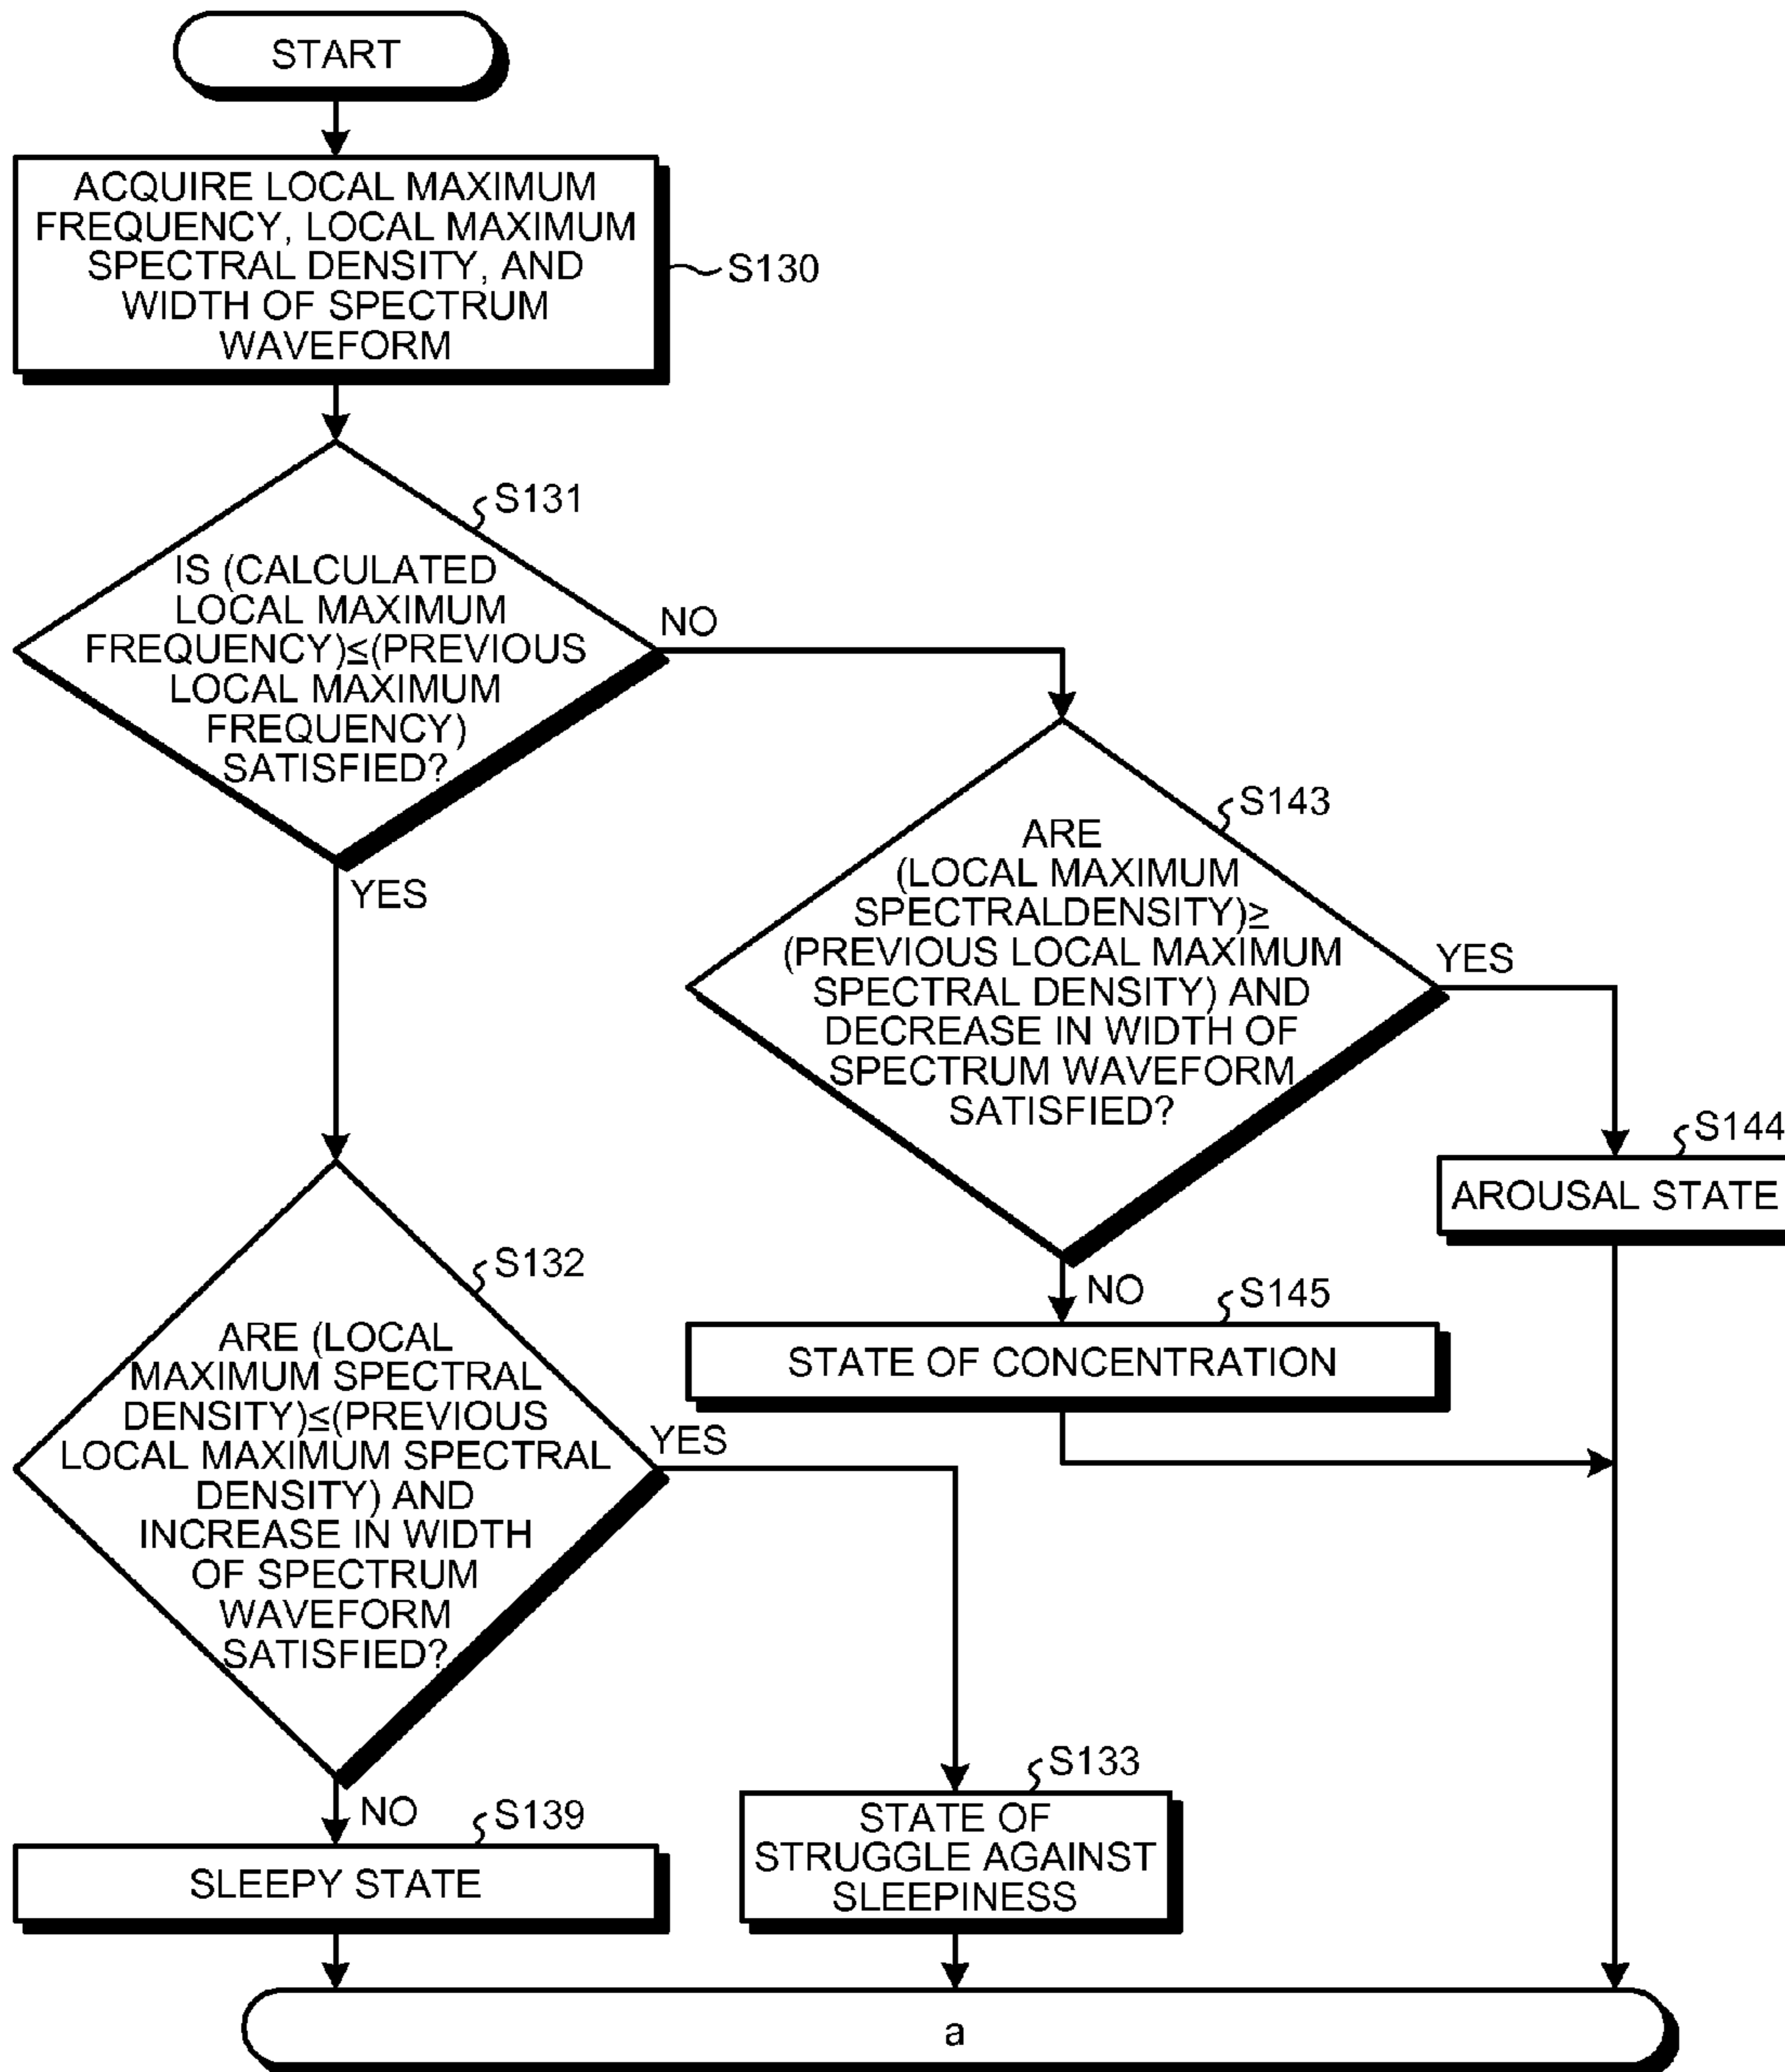 START
ACQUIRE LOCAL MAXIMUM
FREQUENCY, LOCAL MAXIMUM
SPECTRAL DENSITY, AND
WIDTH OF SPECTRUM
WAVEFORM
S130
S131
IS (CALCULATED
LOCAL MAXIMUM
FREQUENCY)≤(PREVIOUS
LOCAL MAXIMUM
FREQUENCY)
SATISFIED?
NO
YES
S143
ARE
(LOCAL MAXIMUM
SPECTRALDENSITY)≥
(PREVIOUS LOCAL MAXIMUM
SPECTRAL DENSITY) AND
DECREASE IN WIDTH OF
SPECTRUM WAVEFORM
SATISFIED?
YES
S144
AROUSAL STATE
NO
S145
STATE OF CONCENTRATION
S132
ARE (LOCAL
MAXIMUM SPECTRAL
DENSITY)≤(PREVIOUS
LOCAL MAXIMUM SPECTRAL
DENSITY) AND
INCREASE IN WIDTH
OF SPECTRUM
WAVEFORM
SATISFIED?
YES
S133
STATE OF
STRUGGLE AGAINST
SLEEPINESS
NO
S139
SLEEPY STATE
a